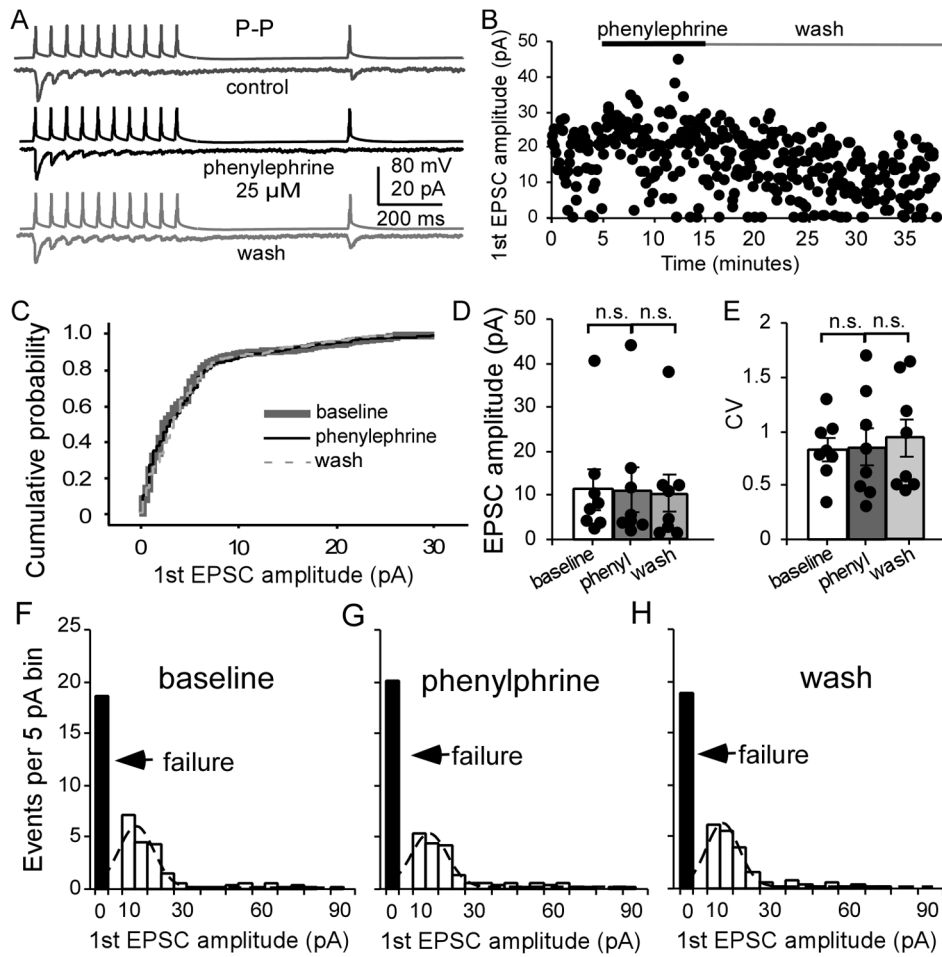 A
P-P
control
phenylephrine
25 µM
80 mV
20 pA
200 ms
wash
B
phenylephrine
wash
1st EPSC amplitude (pA)
50
40
30
20
10
0
0 5 10 15 20 25 30 35
Time (minutes)
C
Cumulative probability
1.0
0.8
0.6
0.4
0.2
0
baseline
phenylephrine
wash
0 10 20 30
1st EPSC amplitude (pA)
D
n.s. n.s.
EPSC amplitude (pA)
50
40
30
20
10
0
baseline
phenyl
wash
E
n.s. n.s.
CV
2
1.5
1
0.5
0
baseline
phenyl
wash
F
Events per 5 pA bin
25
20
15
10
5
0
baseline
failure
0 10 30 60 90
1st EPSC amplitude (pA)
G
phenylphrine
failure
0 10 30 60 90
1st EPSC amplitude (pA)
H
wash
failure
0 10 30 60 90
1st EPSC amplitude (pA)